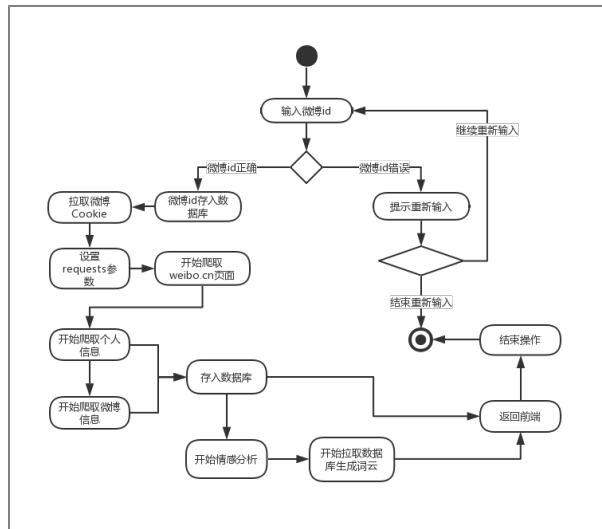 输入微博id
继续重新输入
微博id正确
微博id错误
拉取微博
Cookie
微博id存入数
据库
提示重新输入
设置
requests参
数
开始爬取
weibo.cn页面
结束重新输入
开始爬取个人
信息
结束操作
存入数据库
开始爬取微博
信息
返回前端
开始情感分析
开始拉取数据
库生成词云